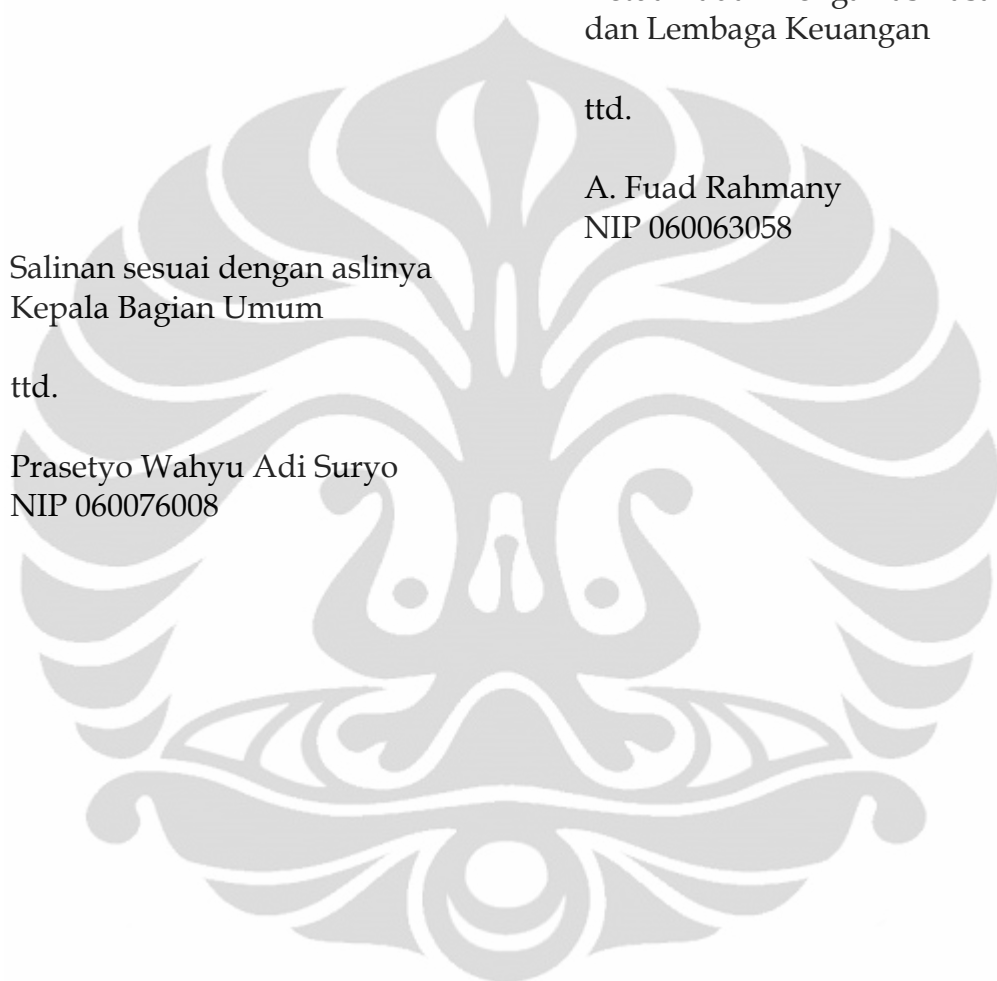 dan Lembaga Keuangan
ttd.
A. Fuad Rahmany
NIP 060063058
Salinan sesuai dengan aslinya
Kepala Bagian Umum
ttd.
Prasetyo Wahyu Adi Suryo
NIP 060076008